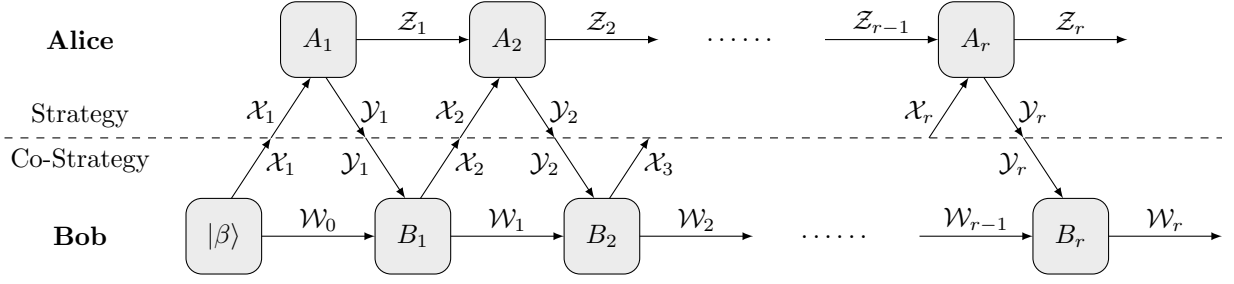 Alice A₁ 𝒵₁ A₂ 𝒵₂ ...... 𝒵ᵣ₋₁ Aᵣ 𝒵ᵣ
Strategy 𝒳₁ 𝒴₁ 𝒳₂ 𝒴₂ 𝒳ᵣ 𝒴ᵣ
Co-Strategy 𝒳₁ 𝒴₁ 𝒳₂ 𝒴₂ 𝒳₃ 𝒴ᵣ
Bob |β⟩ 𝒲₀ B₁ 𝒲₁ B₂ 𝒲₂ ...... 𝒲ᵣ₋₁ Bᵣ 𝒲ᵣ